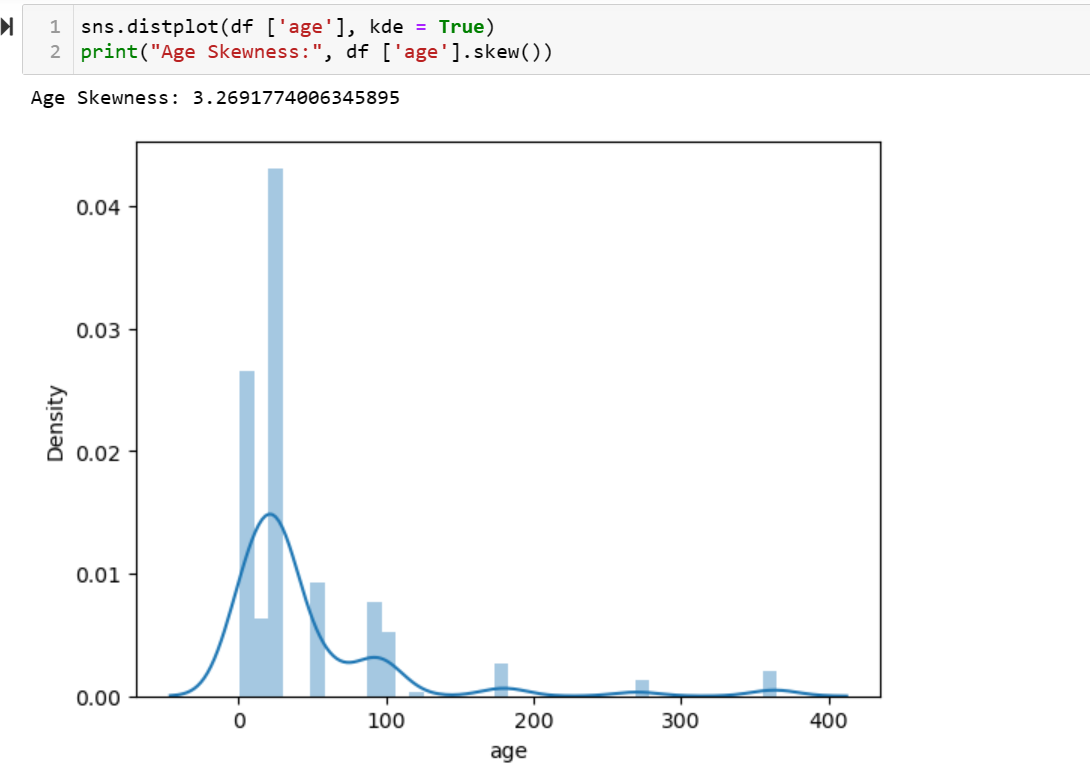 1 sns.distplot(df ['age'], kde = True)
2 print("Age Skewness:", df ['age'].skew())
Age Skewness: 3.2691774006345895
0.04
0.03
0.02
0.01
0.00
Density
0 100 200 300 400
age